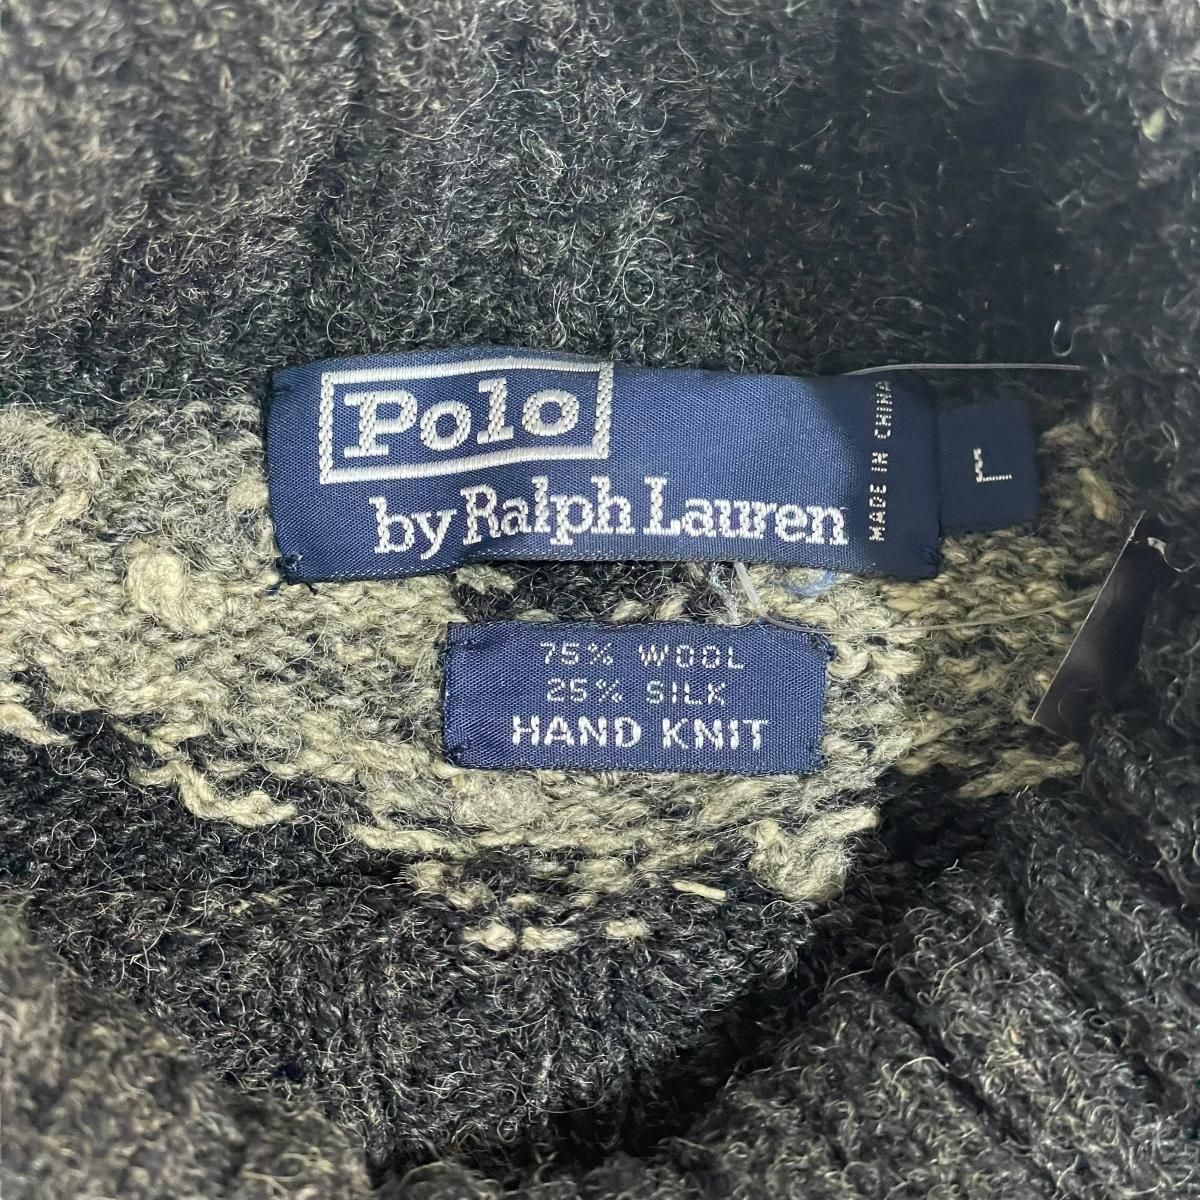 Polo
by Ralph Lauren
MADE IN CHINA
L
75% WOOL
25% SILK
HAND KNIT